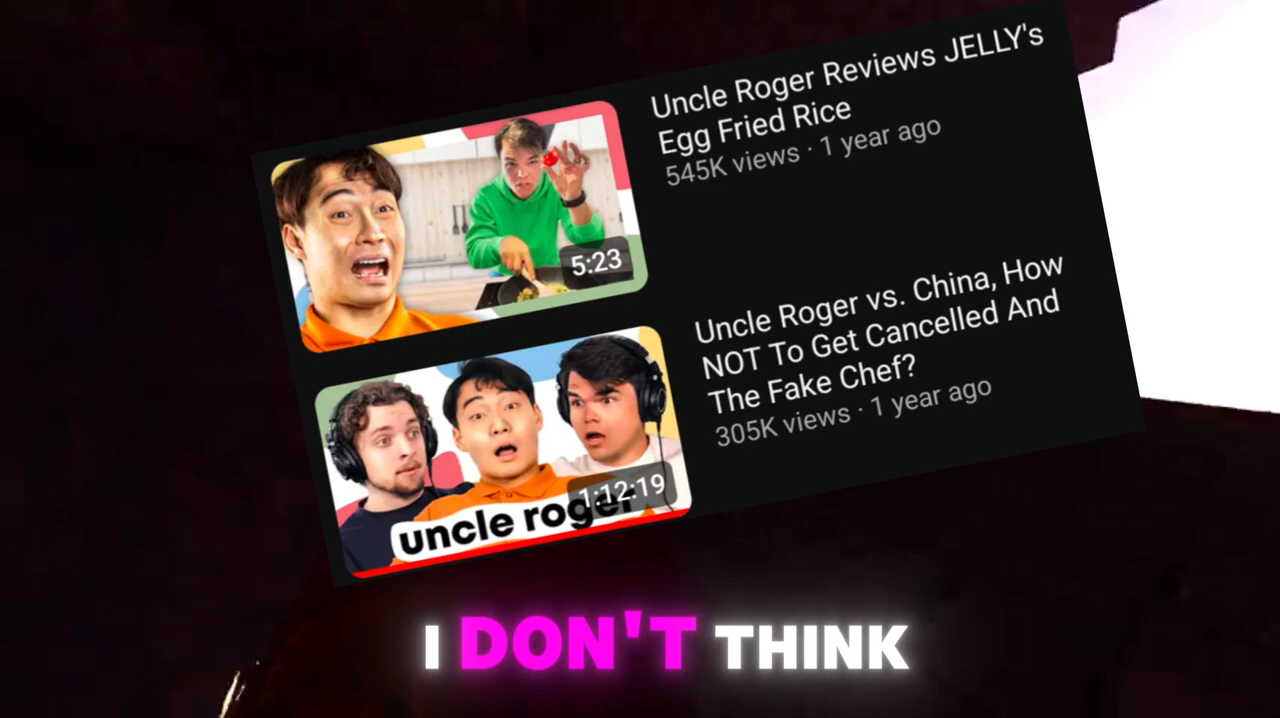 Uncle Roger Reviews JELLY's
Egg Fried Rice
545K views · 1 year ago
5:23
Uncle Roger vs. China, How
NOT To Get Cancelled And
The Fake Chef?
305K views · 1 year ago
1:12:19
uncle roger
I DON'T THINK